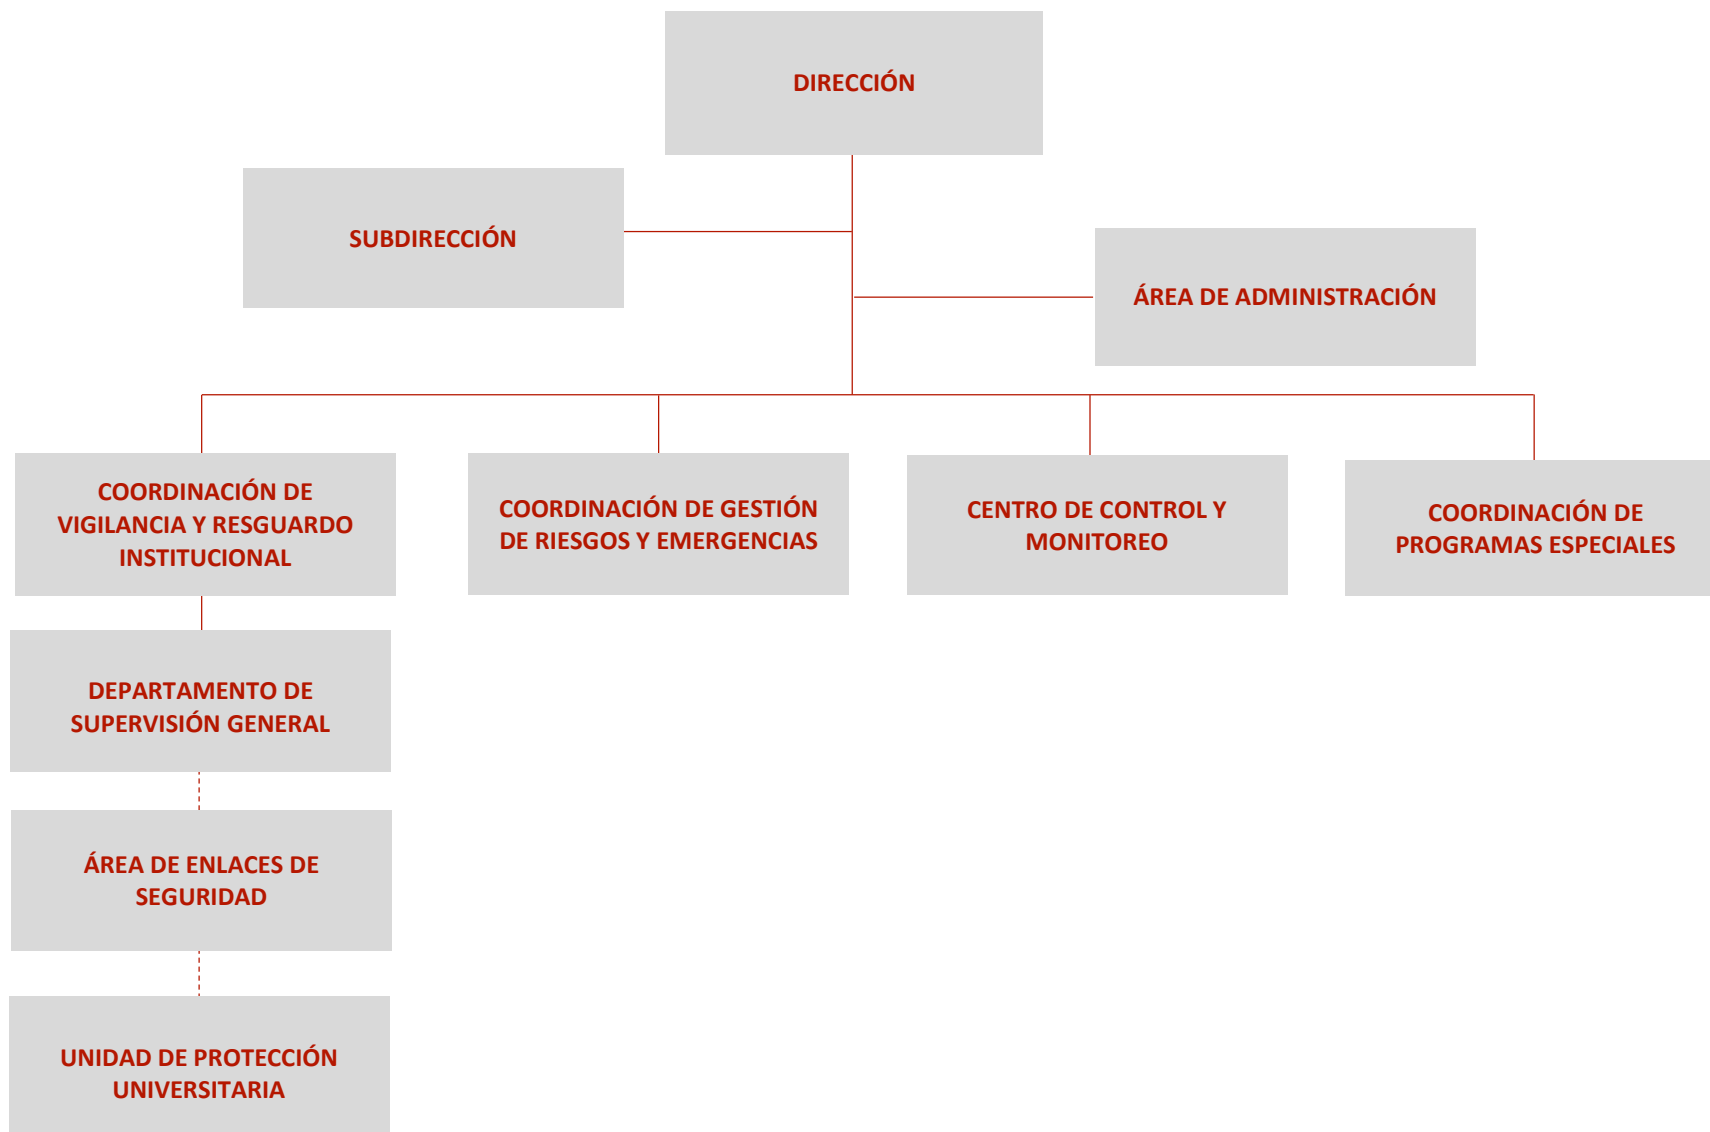 DIRECCIÓN
SUBDIRECCIÓN
ÁREA DE ADMINISTRACIÓN
COORDINACIÓN DE
VIGILANCIA Y RESGUARDO
INSTITUCIONAL
COORDINACIÓN DE GESTIÓN
DE RIESGOS Y EMERGENCIAS
CENTRO DE CONTROL Y
MONITOREO
COORDINACIÓN DE
PROGRAMAS ESPECIALES
DEPARTAMENTO DE
SUPERVISIÓN GENERAL
ÁREA DE ENLACES DE
SEGURIDAD
UNIDAD DE PROTECCIÓN
UNIVERSITARIA